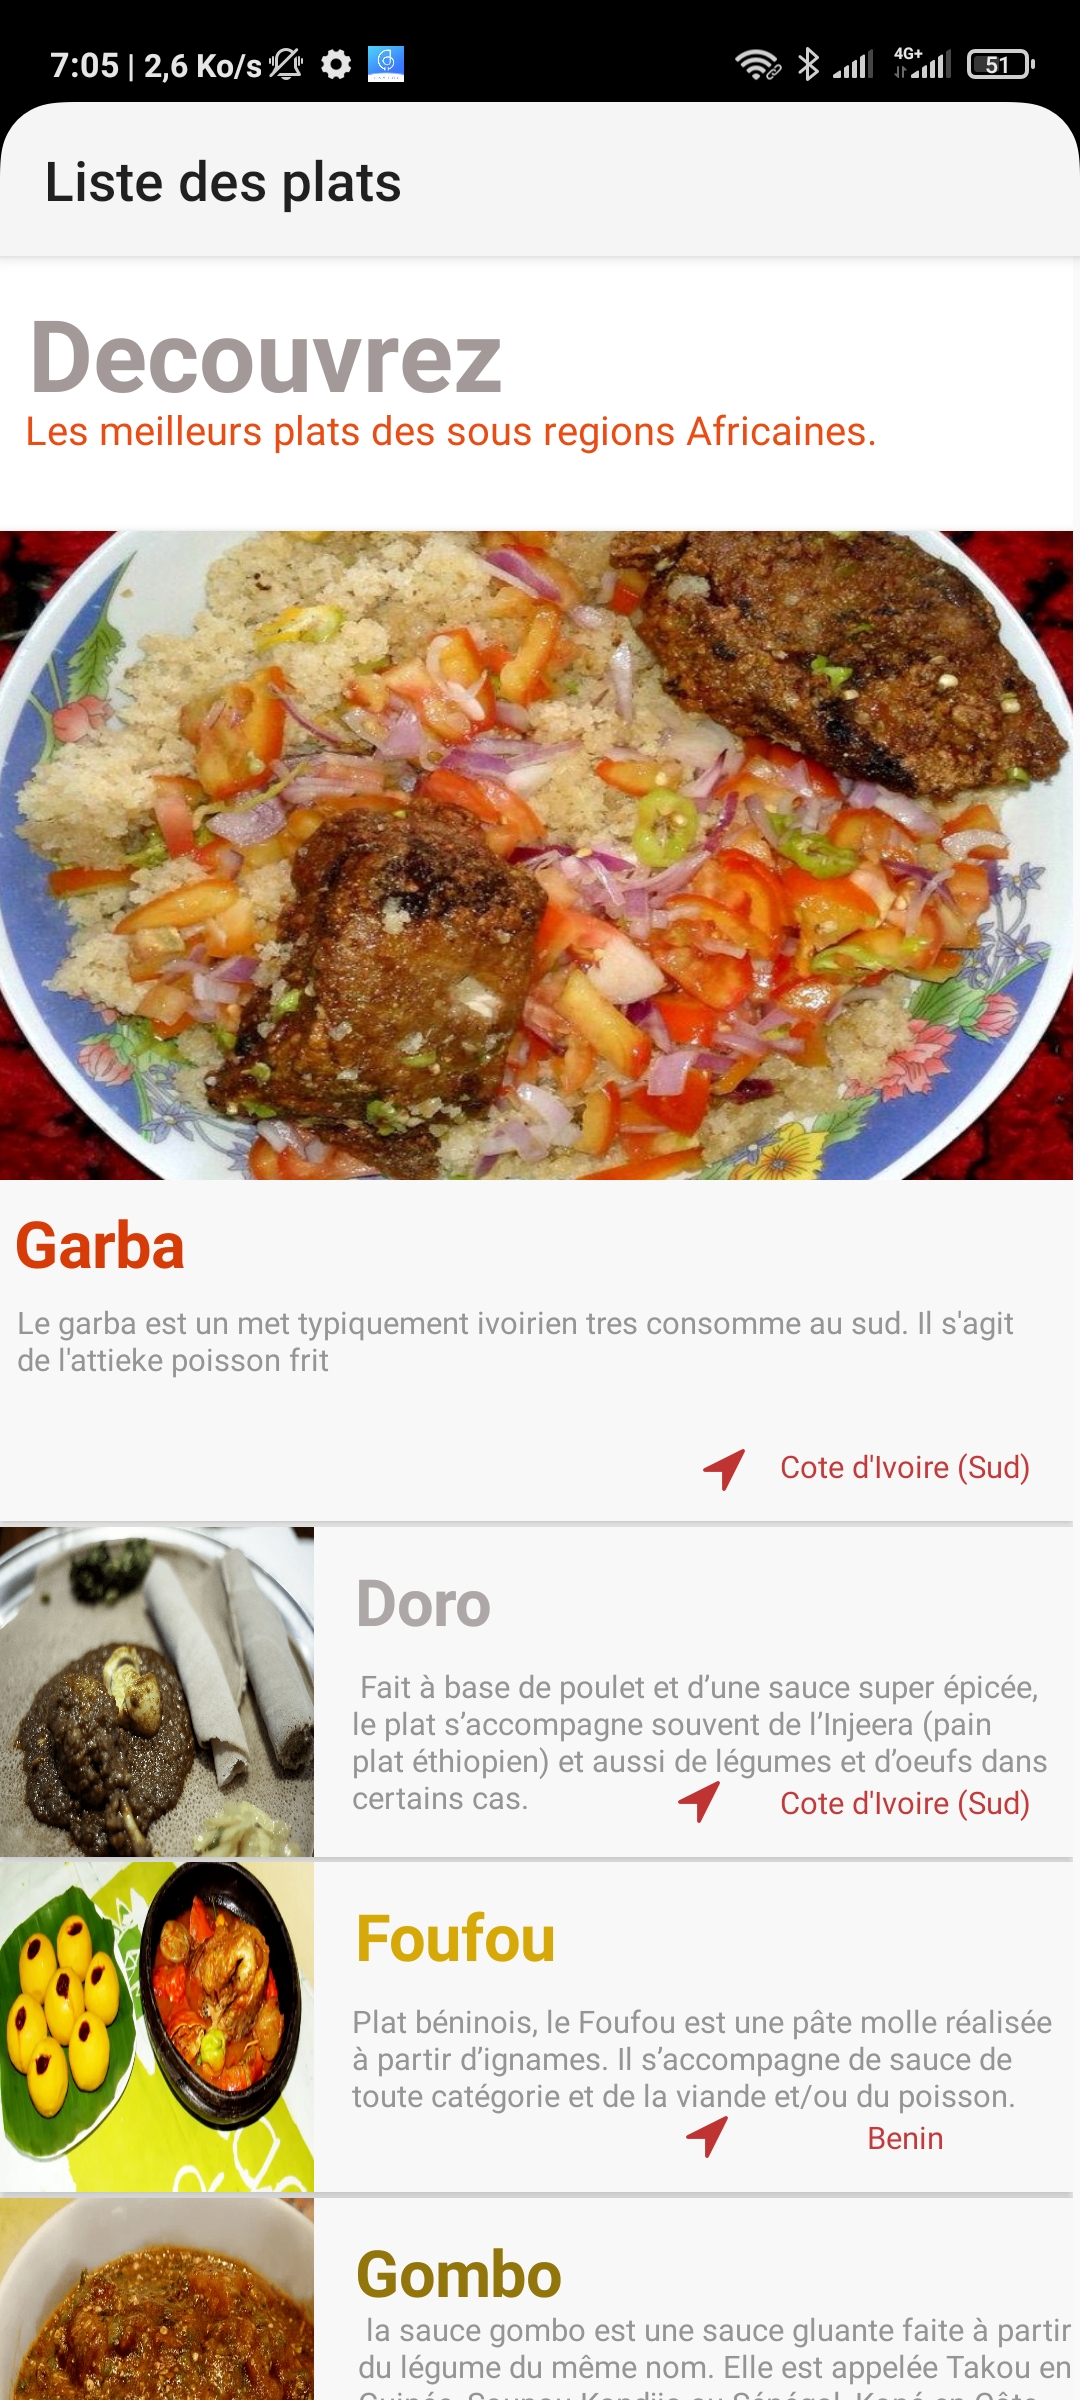 7:05 | 2,6 Ko/s
4G+
51
Liste des plats
Decouvrez
Les meilleurs plats des sous regions Africaines.
Garba
Le garba est un met typiquement ivoirien tres consomme au sud. Il s'agit
de l'attieke poisson frit
Cote d'Ivoire (Sud)
Doro
Fait à base de poulet et d’une sauce super épicée,
le plat s’accompagne souvent de l’Injeera (pain
plat éthiopien) et aussi de légumes et d’oeufs dans
certains cas.
Cote d'Ivoire (Sud)
Foufou
Plat béninois, le Foufou est une pâte molle réalisée
à partir d’ignames. Il s’accompagne de sauce de
toute catégorie et de la viande et/ou du poisson.
Benin
Gombo
la sauce gombo est une sauce gluante faite à partir
du légume du même nom. Elle est appelée Takou en